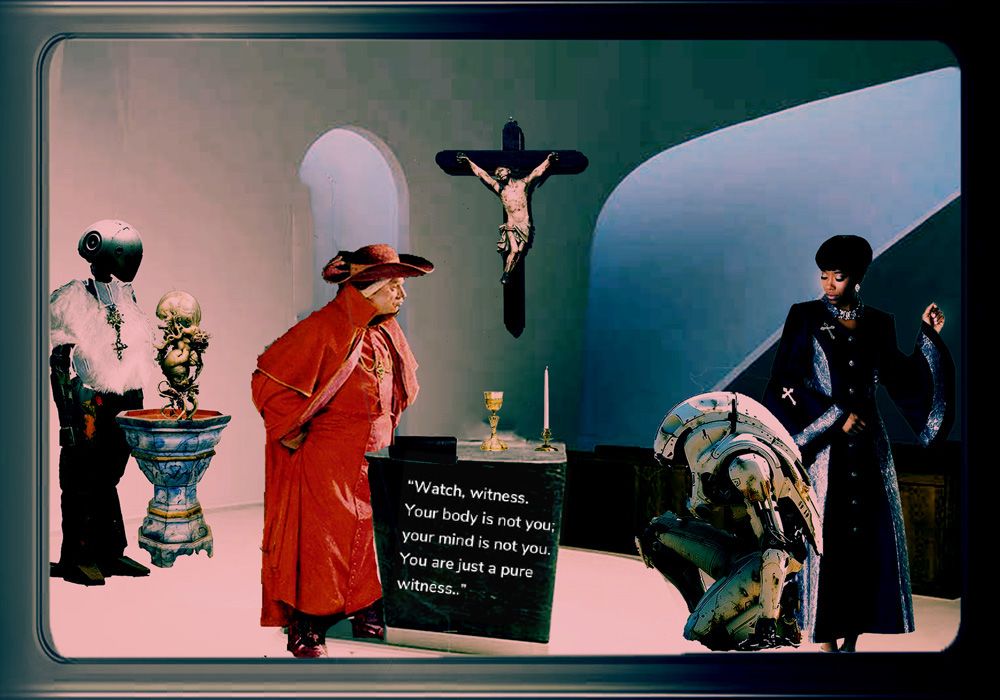 “Watch, witness.
Your body is not you;
your mind is not you.
You are just a pure
witness..”